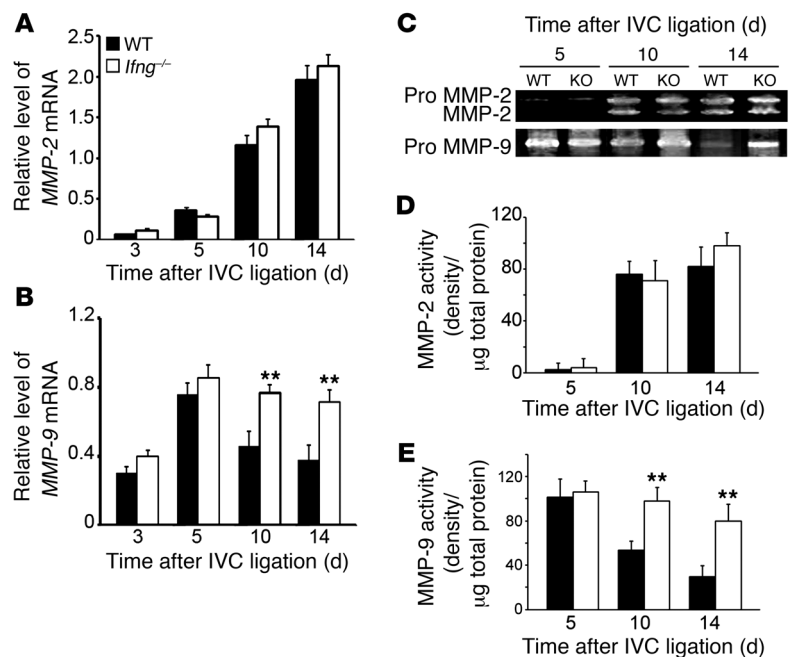 A
2.5
2.0
1.5
1.0
0.5
0
WT
Ifng–/–
Relative level of
MMP-2 mRNA
3 5 10 14
Time after IVC ligation (d)
B
1.2
0.8
0.4
0
Relative level of
MMP-9 mRNA
** **
3 5 10 14
Time after IVC ligation (d)
C
Time after IVC ligation (d)
5 10 14
WT KO WT KO WT KO
Pro MMP-2
MMP-2
Pro MMP-9
D
120
80
40
0
MMP-2 activity
(density/
µg total protein)
5 10 14
Time after IVC ligation (d)
E
120
80
40
0
MMP-9 activity
(density/
µg total protein)
** **
5 10 14
Time after IVC ligation (d)